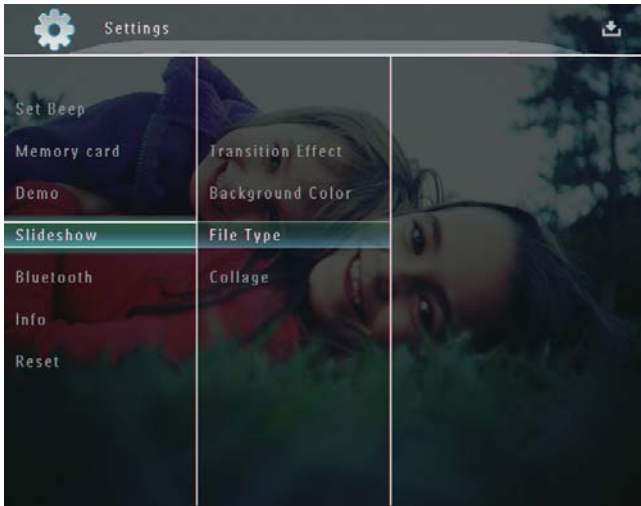 Settings
Set Beep
Memory card
Demo
Slideshow
Bluetooth
Info
Reset
Transition Effect
Background Color
File Type
Collage